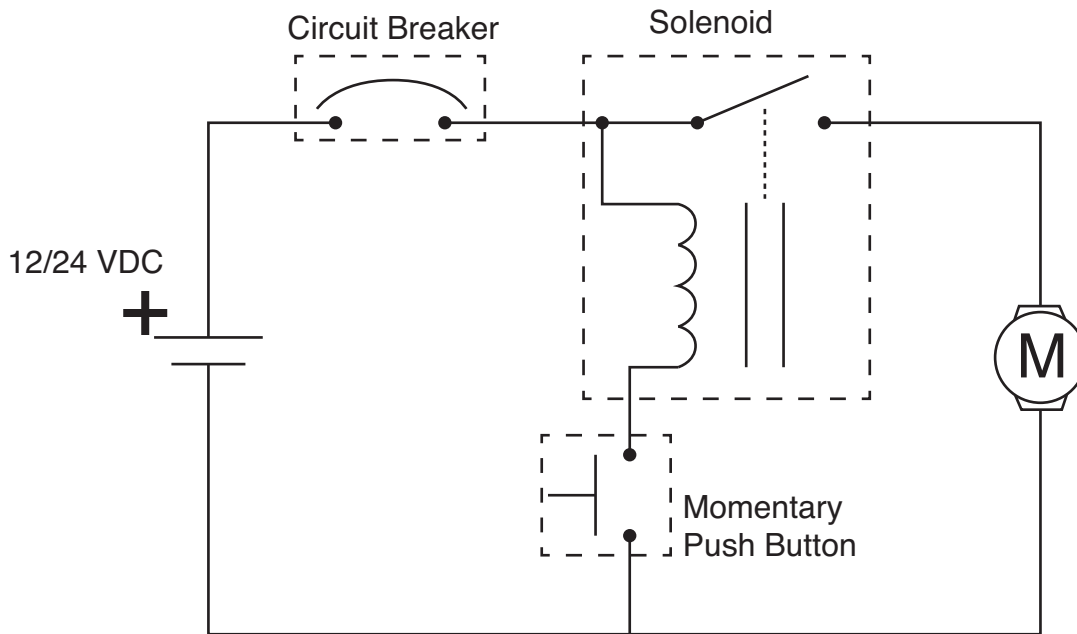 Circuit Breaker
Solenoid
12/24 VDC
+
M
Momentary
Push Button